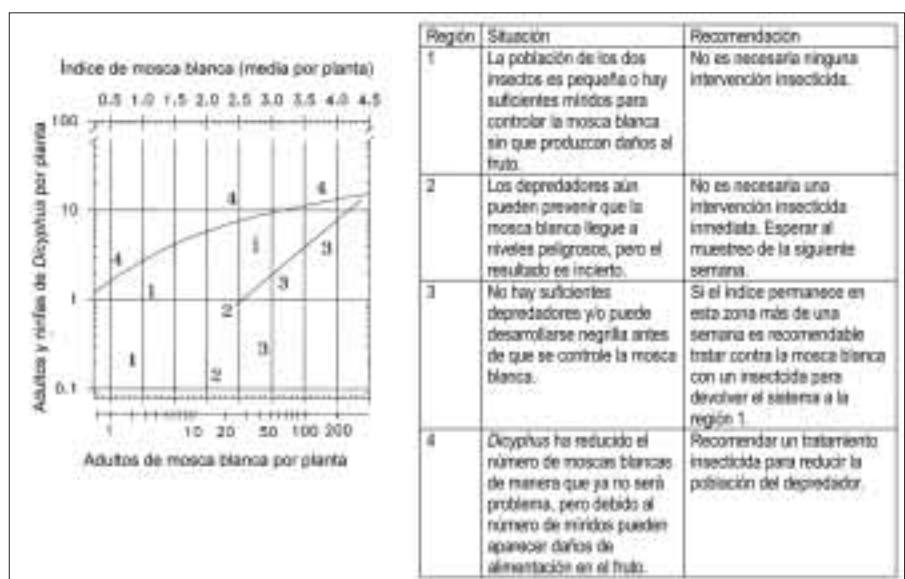 Índice de mosca blanca (media por planta)
0.5 1.0 1.5 2.0 2.5 3.0 3.5 4.0 4.5
Adultos y ninfas de Dicyphus por planta
100
10
1
0.1
4
4
4
1
3
1
3
2
1
3
2
1 10 20 50 100 200
Adultos de mosca blanca por planta
Región Situación Recomendación
1 La población de los dos insectos es pequeña o hay suficientes míridos para controlar la mosca blanca sin que produzcan daños al fruto.
No es necesaria ninguna intervención insecticida.
2 Los depredadores aún pueden prevenir que la mosca blanca llegue a niveles peligrosos, pero el resultado es incierto.
No es necesaria una intervención insecticida inmediata. Esperar al muestreo de la siguiente semana.
3 No hay suficientes depredadores y/o puede desarrollarse negrilla antes de que se controle la mosca blanca.
Si el índice permanece en esta zona más de una semana es recomendable tratar contra la mosca blanca con un insecticida para devolver el sistema a la región 1.
4 Dicyphus ha reducido el número de moscas blancas de manera que ya no será problema, pero debido al número de míridos pueden aparecer daños de alimentación en el fruto.
Recomendar un tratamiento insecticida para reducir la población del depredador.